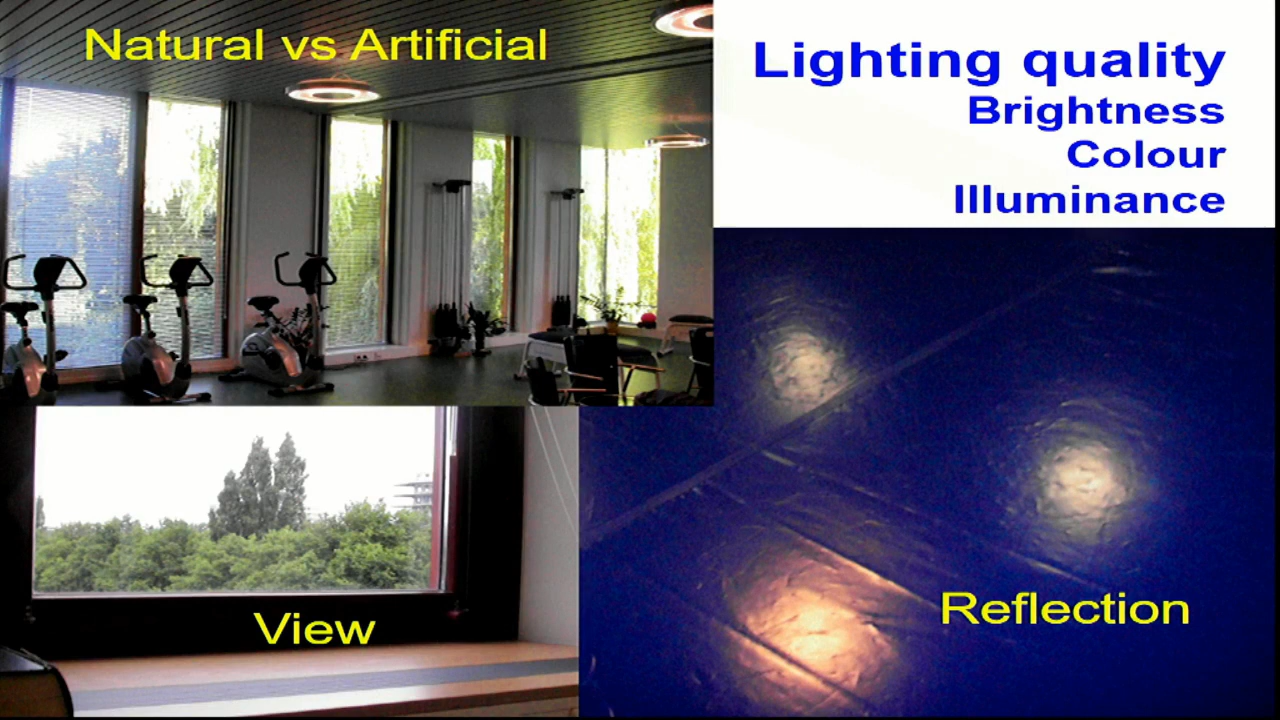 Natural vs Artificial
Lighting quality
Brightness
Colour
Illuminance
View
Reflection